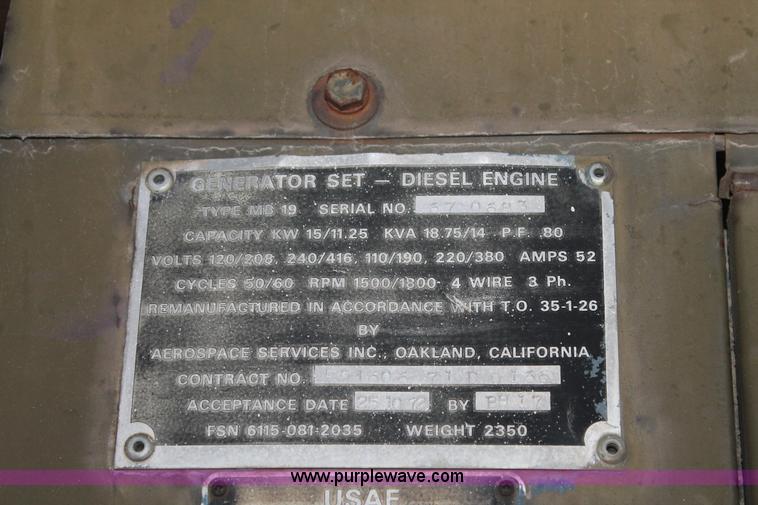 GENERATOR SET — DIESEL ENGINE
TYPE MB 19 SERIAL NO.
CAPACITY KW 15/11.25 KVA 18.75/14 P.F. .80
VOLTS 120/208, 240/416, 110/190, 220/380 AMPS 52
CYCLES 50/60 RPM 1500/1800- 4 WIRE 3 Ph.
REMANUFACTURED IN ACCORDANCE WITH T.O. 35-1-26
BY
AEROSPACE SERVICES INC., OAKLAND, CALIFORNIA
CONTRACT NO.
ACCEPTANCE DATE BY
FSN 6115-081-2035 WEIGHT 2350
www.purplewave.com
USAF